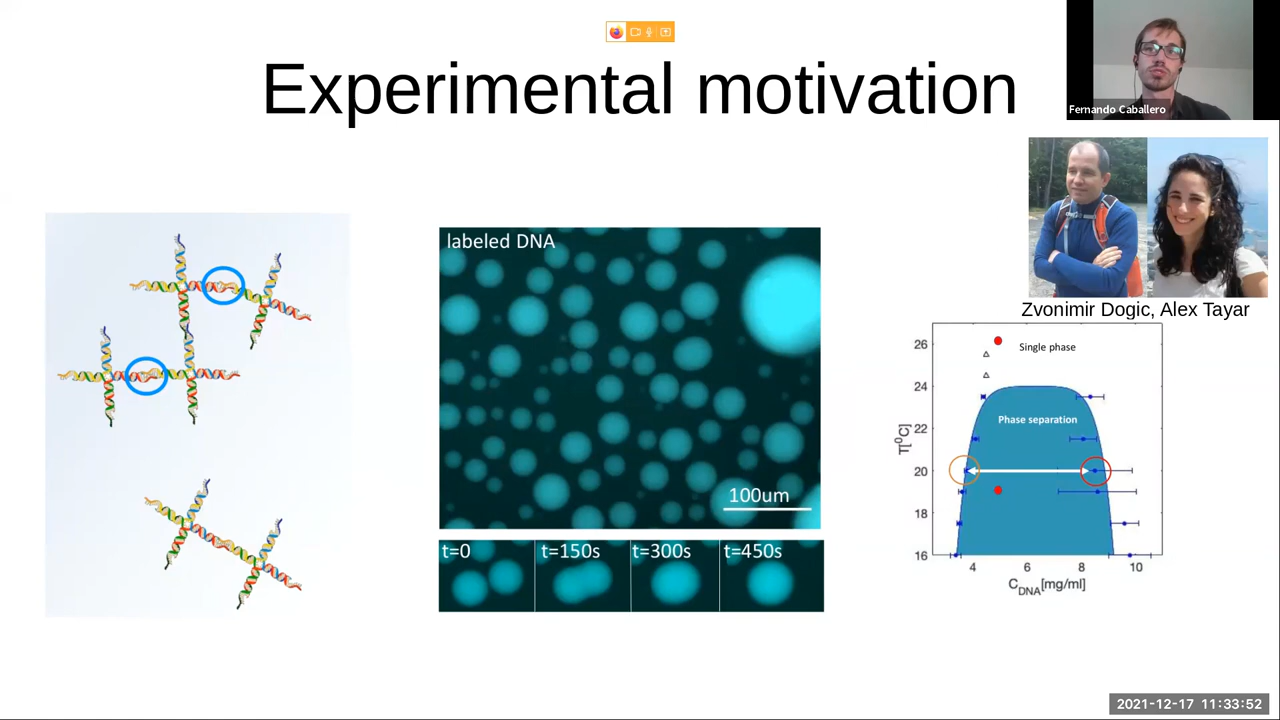 Experimental motivation
Fernando Caballero
Zvonimir Dogic, Alex Tayar
labeled DNA
100um
t=0
t=150s
t=300s
t=450s
Single phase
Phase separation
T[⁰C]
26
24
22
20
18
16
4
6
8
10
C_DNA[mg/ml]
2021-12-17 11:33:52